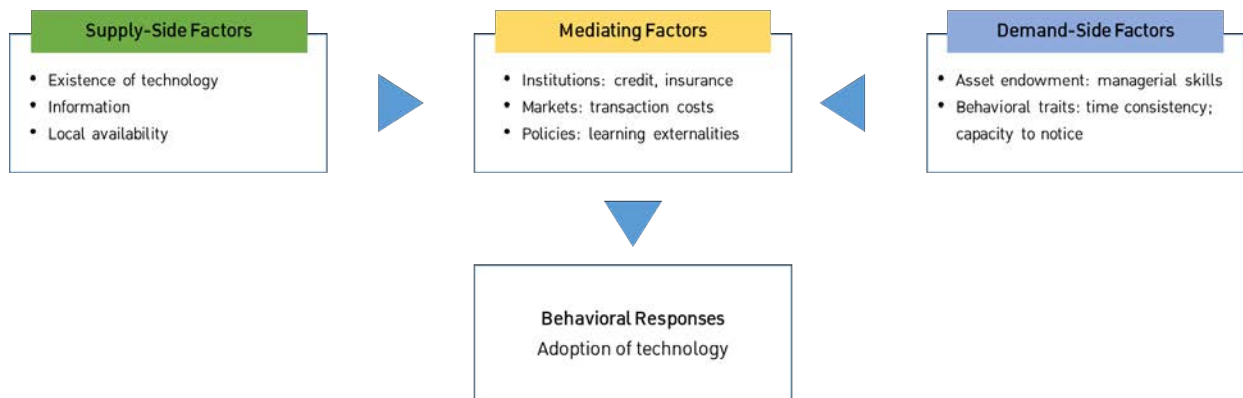 Supply-Side Factors
• Existence of technology
• Information
• Local availability
Mediating Factors
• Institutions: credit, insurance
• Markets: transaction costs
• Policies: learning externalities
Demand-Side Factors
• Asset endowment: managerial skills
• Behavioral traits: time consistency;
capacity to notice
Behavioral Responses
Adoption of technology